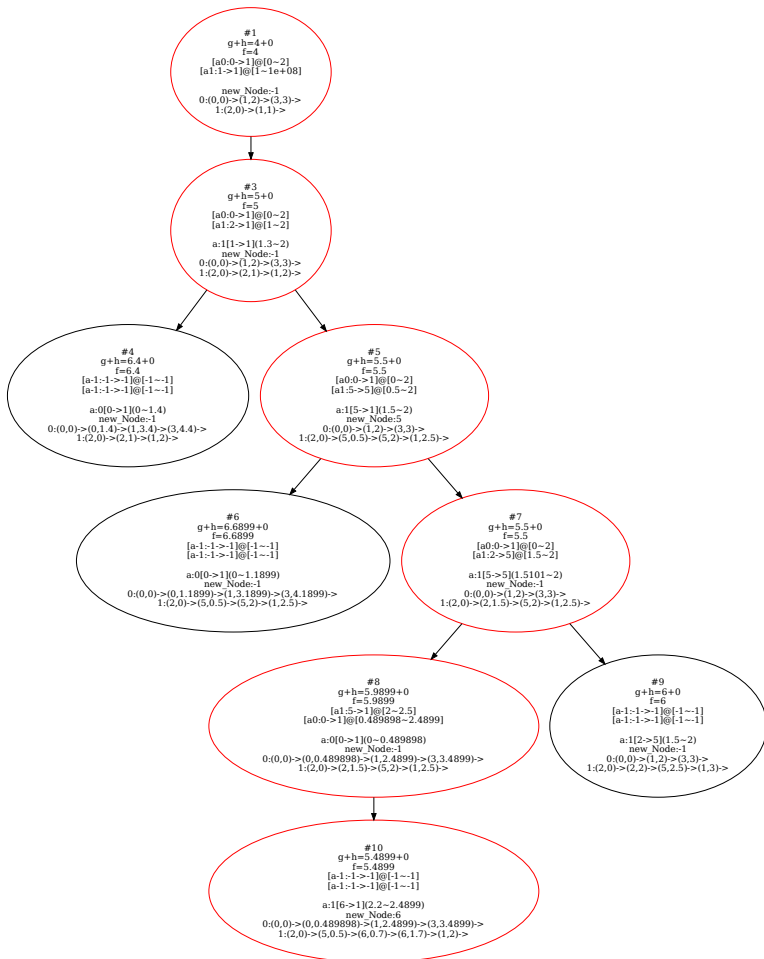 #1
g+h=4+0
f=4
[a0:0->1]@[0~2]
[a1:1->1]@[1~1e+08]
new_Node:-1
0:(0,0)->(1,2)->(3,3)->
1:(2,0)->(1,1)->
#3
g+h=5+0
f=5
[a0:0->1]@[0~2]
[a1:2->1]@[1~2]
a:1[1->1](1.3~2)
new_Node:-1
0:(0,0)->(1,2)->(3,3)->
1:(2,0)->(2,1)->(1,2)->
#4
g+h=6.4+0
f=6.4
[a-1:-1->-1]@[-1~-1]
[a-1:-1->-1]@[-1~-1]
a:0[0->1](0~1.4)
new_Node:-1
0:(0,0)->(0,1.4)->(1,3.4)->(3,4.4)->
1:(2,0)->(2,1)->(1,2)->
#5
g+h=5.5+0
f=5.5
[a0:0->1]@[0~2]
[a1:5->5]@[0.5~2]
a:1[5->1](1.5~2)
new_Node:5
0:(0,0)->(1,2)->(3,3)->
1:(2,0)->(5,0.5)->(5,2)->(1,2.5)->
#6
g+h=6.6899+0
f=6.6899
[a-1:-1->-1]@[-1~-1]
[a-1:-1->-1]@[-1~-1]
a:0[0->1](0~1.1899)
new_Node:-1
0:(0,0)->(0,1.1899)->(1,3.1899)->(3,4.1899)->
1:(2,0)->(5,0.5)->(5,2)->(1,2.5)->
#7
g+h=5.5+0
f=5.5
[a0:0->1]@[0~2]
[a1:2->5]@[1.5~2]
a:1[5->5](1.5101~2)
new_Node:-1
0:(0,0)->(1,2)->(3,3)->
1:(2,0)->(2,1.5)->(5,2)->(1,2.5)->
#8
g+h=5.9899+0
f=5.9899
[a1:5->1]@[2~2.5]
[a0:0->1]@[0.489898~2.4899]
a:0[0->1](0~0.489898)
new_Node:-1
0:(0,0)->(0,0.489898)->(1,2.4899)->(3,3.4899)->
1:(2,0)->(2,1.5)->(5,2)->(1,2.5)->
#9
g+h=6+0
f=6
[a-1:-1->-1]@[-1~-1]
[a-1:-1->-1]@[-1~-1]
a:1[2->5](1.5~2)
new_Node:-1
0:(0,0)->(1,2)->(3,3)->
1:(2,0)->(2,2)->(5,2.5)->(1,3)->
#10
g+h=5.4899+0
f=5.4899
[a-1:-1->-1]@[-1~-1]
[a-1:-1->-1]@[-1~-1]
a:1[6->1](2.2~2.4899)
new_Node:6
0:(0,0)->(0,0.489898)->(1,2.4899)->(3,3.4899)->
1:(2,0)->(5,0.5)->(6,0.7)->(6,1.7)->(1,2)->